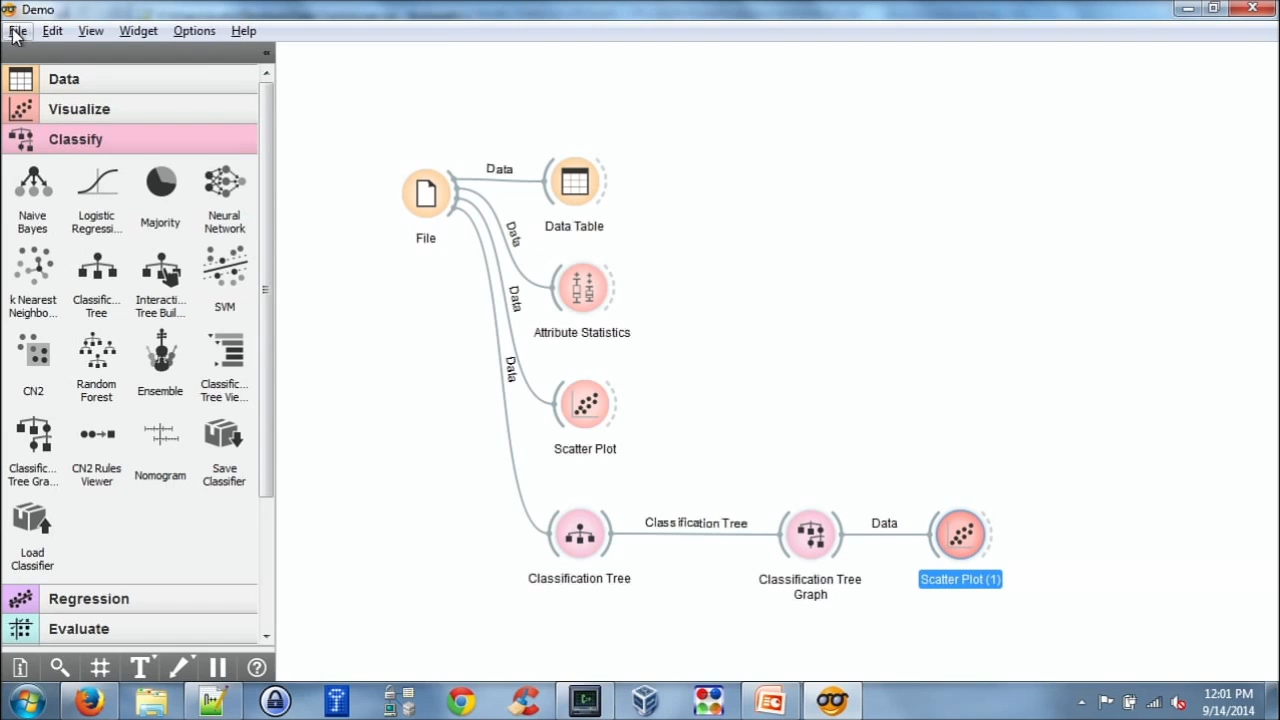 Demo
File Edit View Widget Options Help
«
Data
Visualize
Classify
Naive
Bayes
Logistic
Regressi...
Majority
Neural
Network
k Nearest
Neighbo...
Classific...
Tree
Interacti...
Tree Buil...
SVM
CN2
Random
Forest
Ensemble
Classific...
Tree Vie...
Classific...
Tree Gra...
CN2 Rules
Viewer
Nomogram
Save
Classifier
Load
Classifier
Regression
Evaluate
File
Data
Data
Data
Data
Data Table
Attribute Statistics
Scatter Plot
Classification Tree
Classification Tree
Classification Tree
Graph
Data
Scatter Plot (1)
12:01 PM
9/14/2014